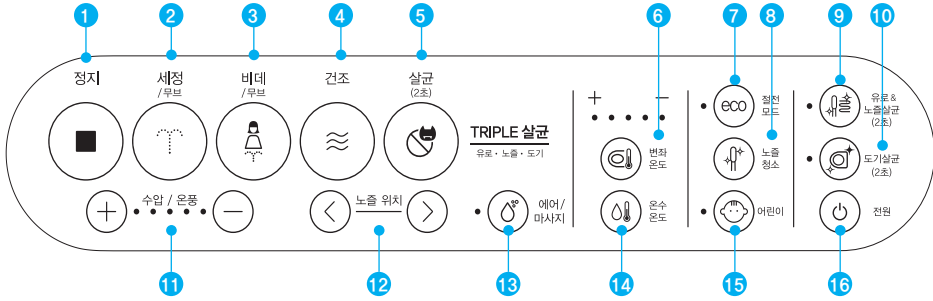 1 2 3 4 5 6 7 8 9 10
정지
세정
/무브
비데
/무브
건조
살균
(2초)
TRIPLE 살균
유로・노즐・도기
+ −
변좌
온도
온수
온도
eco
절전
모드
노즐
청소
어린이
유로&
노즐살균
(2초)
도기살균
(2초)
전원
+ 수압 / 온풍 −
< 노즐 위치 >
에어/
마사지
11 12 13 14 15 16